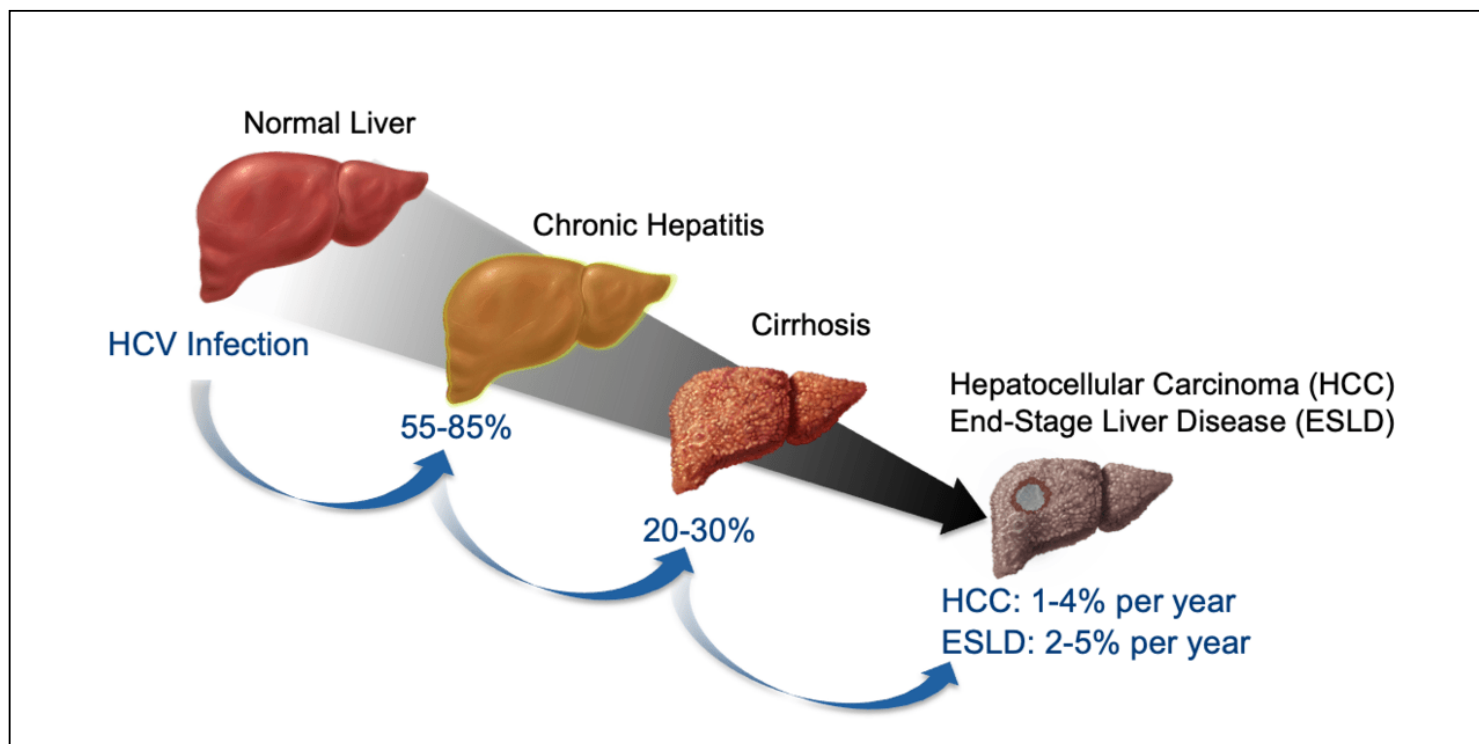 Normal Liver
HCV Infection
Chronic Hepatitis
55-85%
Cirrhosis
20-30%
Hepatocellular Carcinoma (HCC)
End-Stage Liver Disease (ESLD)
HCC: 1-4% per year
ESLD: 2-5% per year